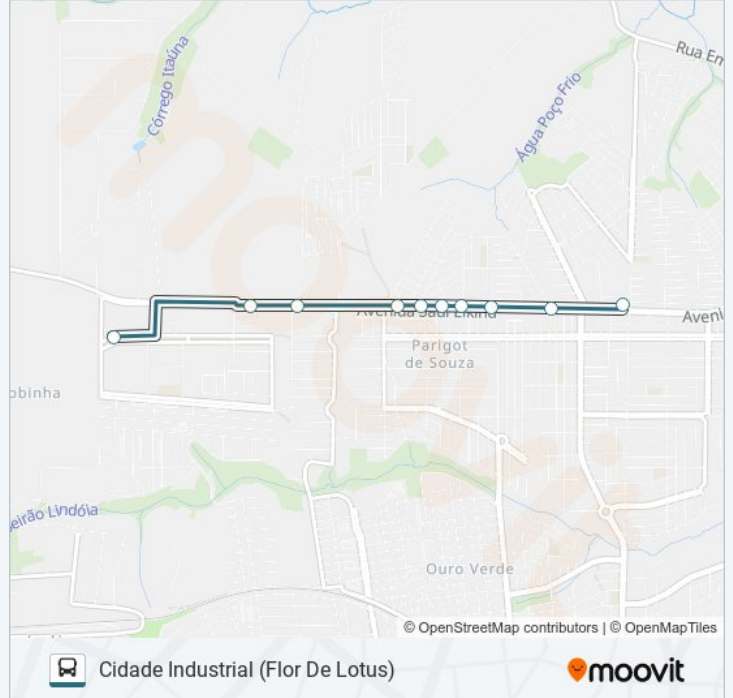 Córrego Itaúna
Rua En
Água Poço Frio
Avenida Saul Elkind
Aveni
Parigot
de Souza
obinha
eirão Lindóia
Ouro Verde
© OpenStreetMap contributors | © OpenMapTiles
Cidade Industrial (Flor De Lotus)
moovit